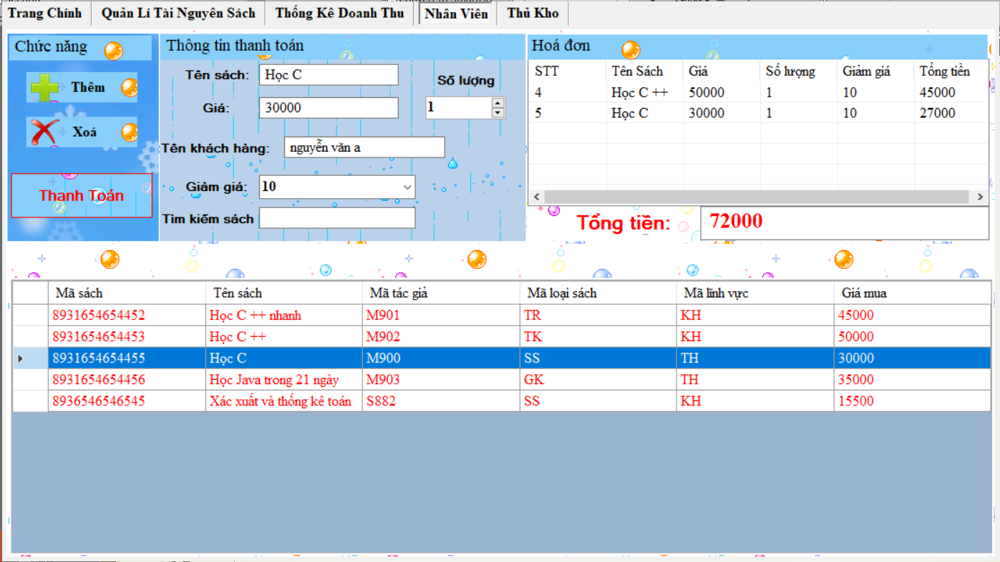 Trang Chính Quản Lí Tài Nguyên Sách Thống Kê Doanh Thu Nhân Viên Thủ Kho
Chức năng
Thêm
Xoá
Thanh Toán
Thông tin thanh toán
Tên sách: Học C
Số lượng
Giá: 30000
1
Tên khách hàng: nguyễn văn a
Giảm giá: 10
Tìm kiếm sách
Hoá đơn
STT Tên Sách Giá Số lượng Giảm giá Tổng tiền
4 Học C ++ 50000 1 10 45000
5 Học C 30000 1 10 27000
Tổng tiền: 72000
Mã sách Tên sách Mã tác giả Mã loại sách Mã lĩnh vực Giá mua
8931654654452 Học C ++ nhanh M901 TR KH 45000
8931654654453 Học C ++ M902 TK KH 50000
8931654654455 Học C M900 SS TH 30000
8931654654456 Học Java trong 21 ngày M903 GK TH 35000
8936546546545 Xác xuất và thống kê toán S882 SS KH 15500